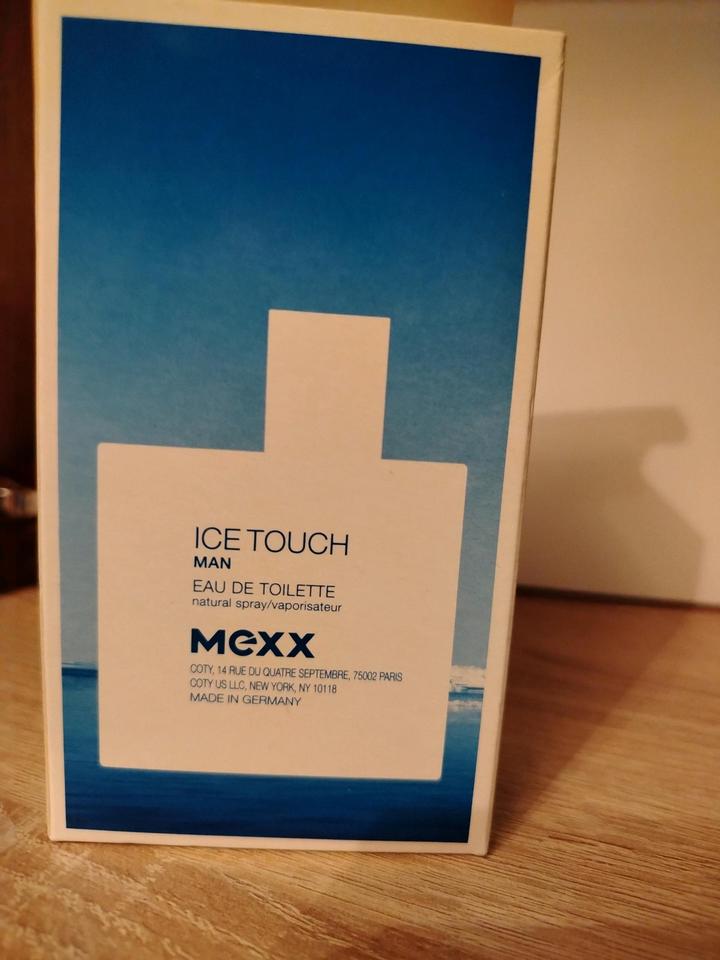 ICE TOUCH
MAN
EAU DE TOILETTE
natural spray/vaporisateur
mexx
COTY, 14 RUE DU QUATRE SEPTEMBRE, 75002 PARIS
COTY US LLC, NEW YORK, NY 10118
MADE IN GERMANY